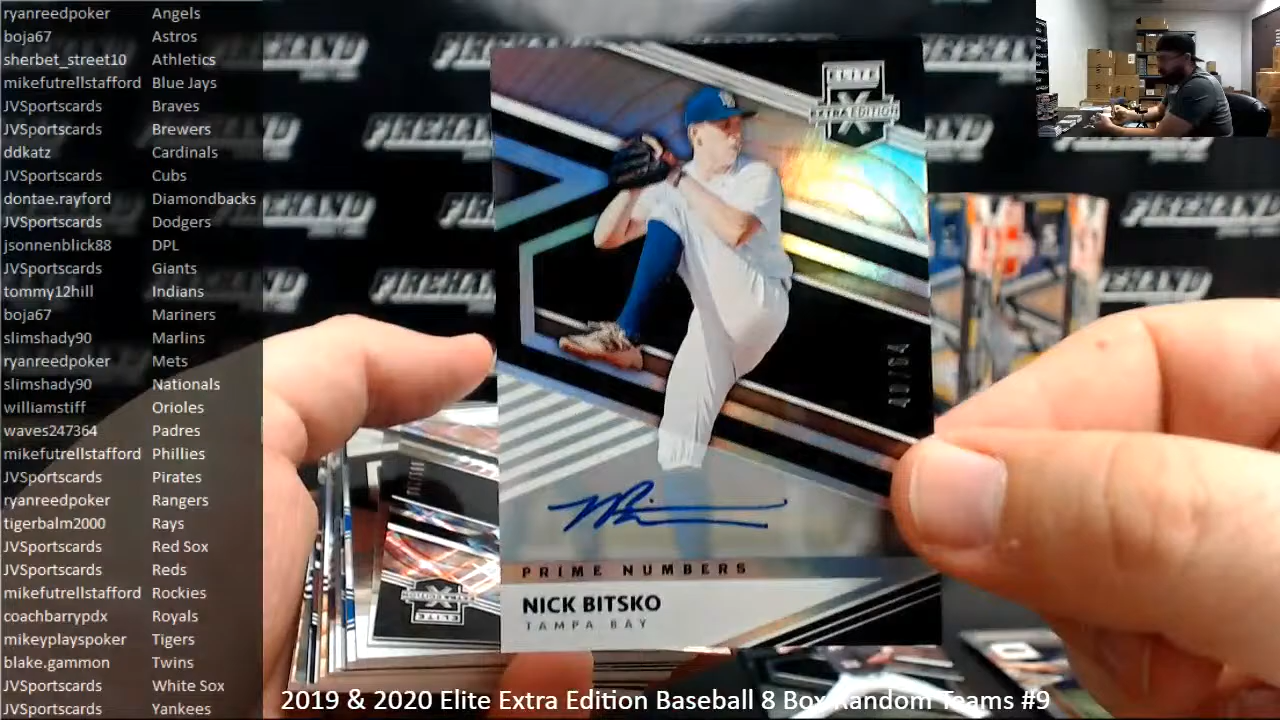 ryanreedpoker Angels
boja67 Astros
sherbet_street10 Athletics
mikefutrellstafford Blue Jays
JVSportscards Braves
JVSportscards Brewers
ddkatz Cardinals
JVSportscards Cubs
dontae.rayford Diamondbacks
JVSportscards Dodgers
jsonnenblick88 DPL
JVSportscards Giants
tommy12hill Indians
boja67 Mariners
slimshady90 Marlins
ryanreedpoker Mets
slimshady90 Nationals
williamstiff Orioles
waves247364 Padres
mikefutrellstafford Phillies
JVSportscards Pirates
ryanreedpoker Rangers
tigerbalm2000 Rays
JVSportscards Red Sox
JVSportscards Reds
mikefutrellstafford Rockies
coachbarrypdx Royals
mikeyplayspoker Tigers
blake.gammon Twins
JVSportscards White Sox
JVSportscards Yankees
FIREHAND
ELITE
EXTRA EDITION
X
PRIME NUMBERS
NICK BITSKO
TAMPA BAY
2019 & 2020 Elite Extra Edition Baseball 8 Box Random Teams #9